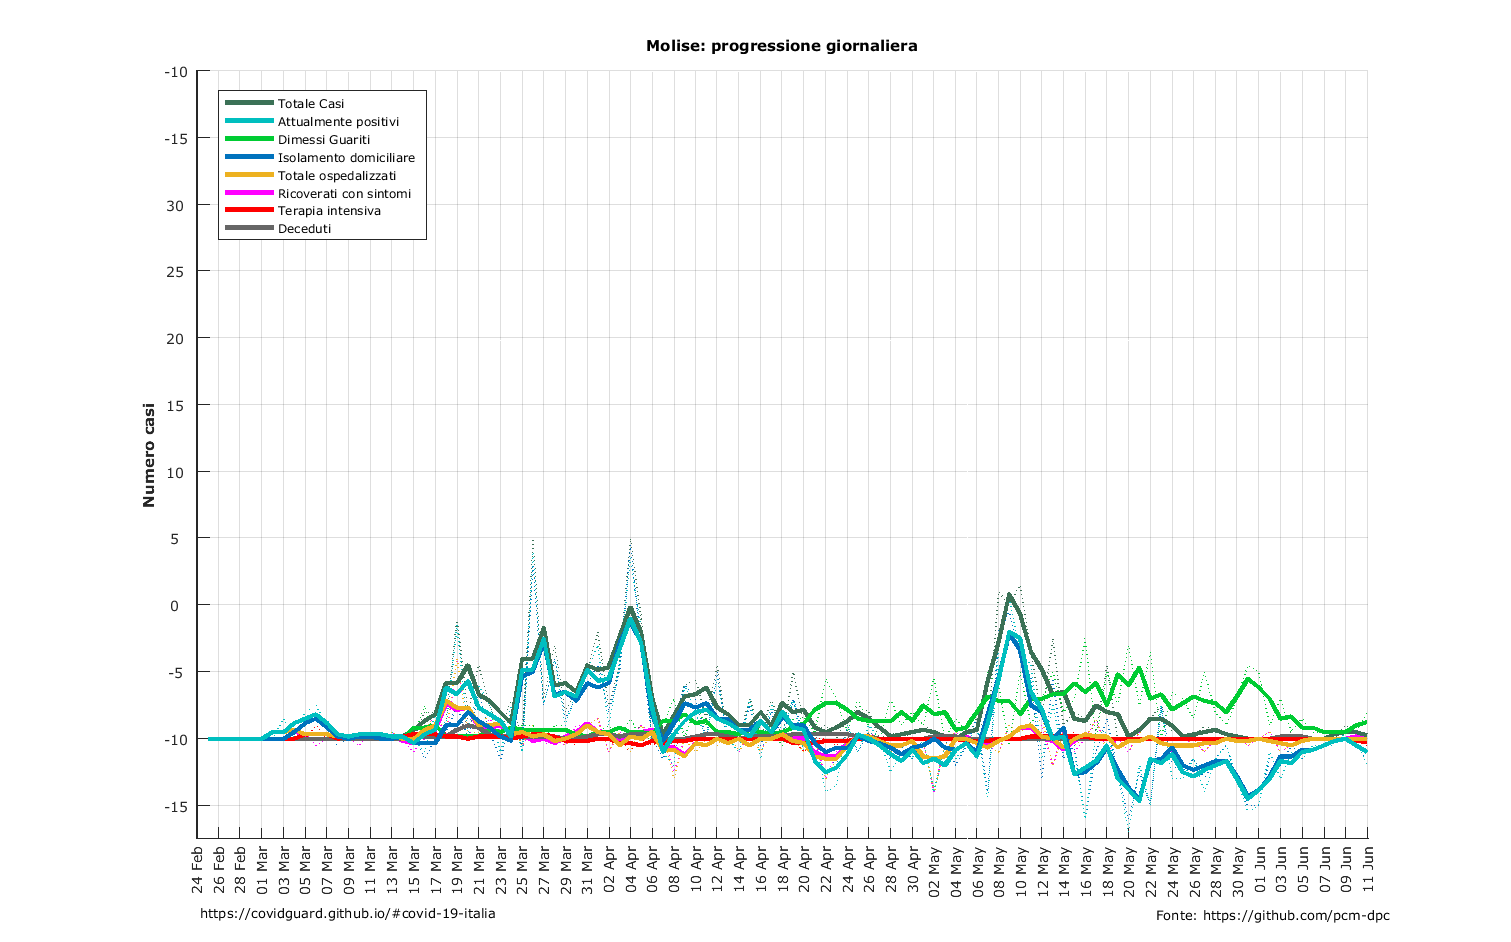 Molise: progressione giornaliera
-10
-15
30
25
20
15
10
5
0
-5
-10
-15
Numero casi
Totale Casi
Attualmente positivi
Dimessi Guariti
Isolamento domiciliare
Totale ospedalizzati
Ricoverati con sintomi
Terapia intensiva
Deceduti
24 Feb
26 Feb
28 Feb
01 Mar
03 Mar
05 Mar
07 Mar
09 Mar
11 Mar
13 Mar
15 Mar
17 Mar
19 Mar
21 Mar
23 Mar
25 Mar
27 Mar
29 Mar
31 Mar
02 Apr
04 Apr
06 Apr
08 Apr
10 Apr
12 Apr
14 Apr
16 Apr
18 Apr
20 Apr
22 Apr
24 Apr
26 Apr
28 Apr
30 Apr
02 May
04 May
06 May
08 May
10 May
12 May
14 May
16 May
18 May
20 May
22 May
24 May
26 May
28 May
30 May
01 Jun
03 Jun
05 Jun
07 Jun
09 Jun
11 Jun
https://covidguard.github.io/#covid-19-italia
Fonte: https://github.com/pcm-dpc